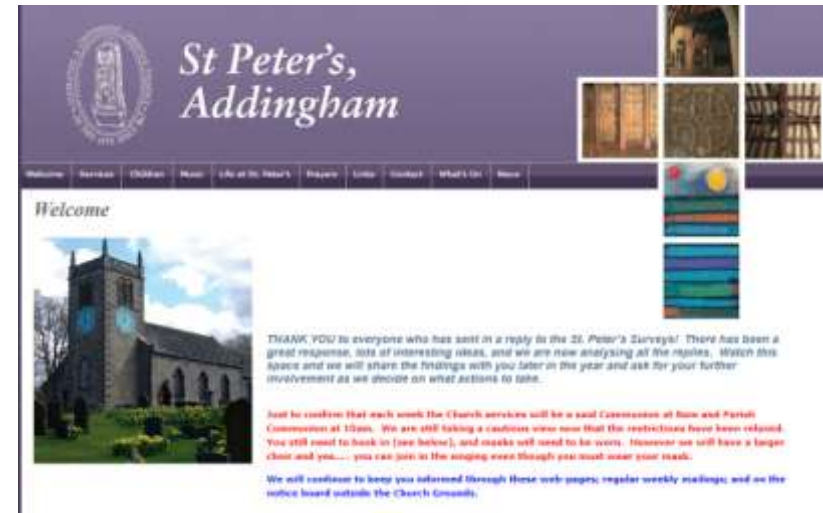 St Peter's,
Addingham
Welcome Services Children Music Life at St. Peter's Prayers Links Contact What's On News
Welcome
THANK YOU to everyone who has sent in a reply to the St. Peter's Surveys! There has been a
great response, lots of interesting ideas, and we are now analysing all the replies. Watch this
space and we will share the findings with you later in the year and ask for your further
involvement as we decide on what actions to take.
Just to confirm that each week the Church services will be a said Communion at 8am and Parish
Communion at 10am. We are still taking a cautious view now that the restrictions have been relaxed.
You still need to book in (see below), and masks will need to be worn. However we will have a larger
choir and yes..... you can join in the singing even though you must wear your mask.
We will continue to keep you informed through these web-pages; regular weekly mailings; and on the
notice board outside the Church Grounds.